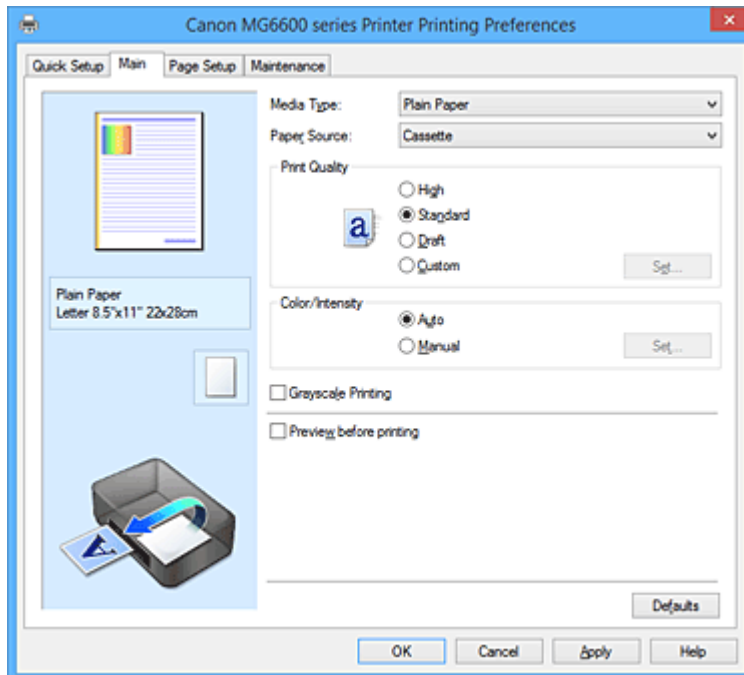 Canon MG6600 series Printer Printing Preferences
Quick Setup Main Page Setup Maintenance
Media Type: Plain Paper
Paper Source: Cassette
Print Quality
High
a Standard
Draft
Custom Set...
Plain Paper
Letter 8.5"x11" 22x28cm
Color/Intensity
Auto
Manual Set...
Grayscale Printing
Preview before printing
A
Defaults
OK Cancel Apply Help